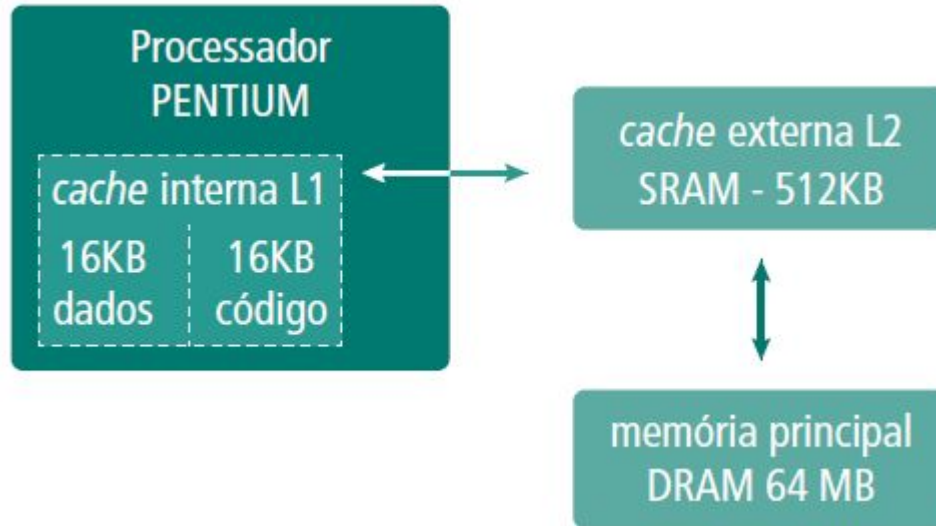 Processador
PENTIUM
cache interna L1
16KB
dados
16KB
código
cache externa L2
SRAM - 512KB
memória principal
DRAM 64 MB